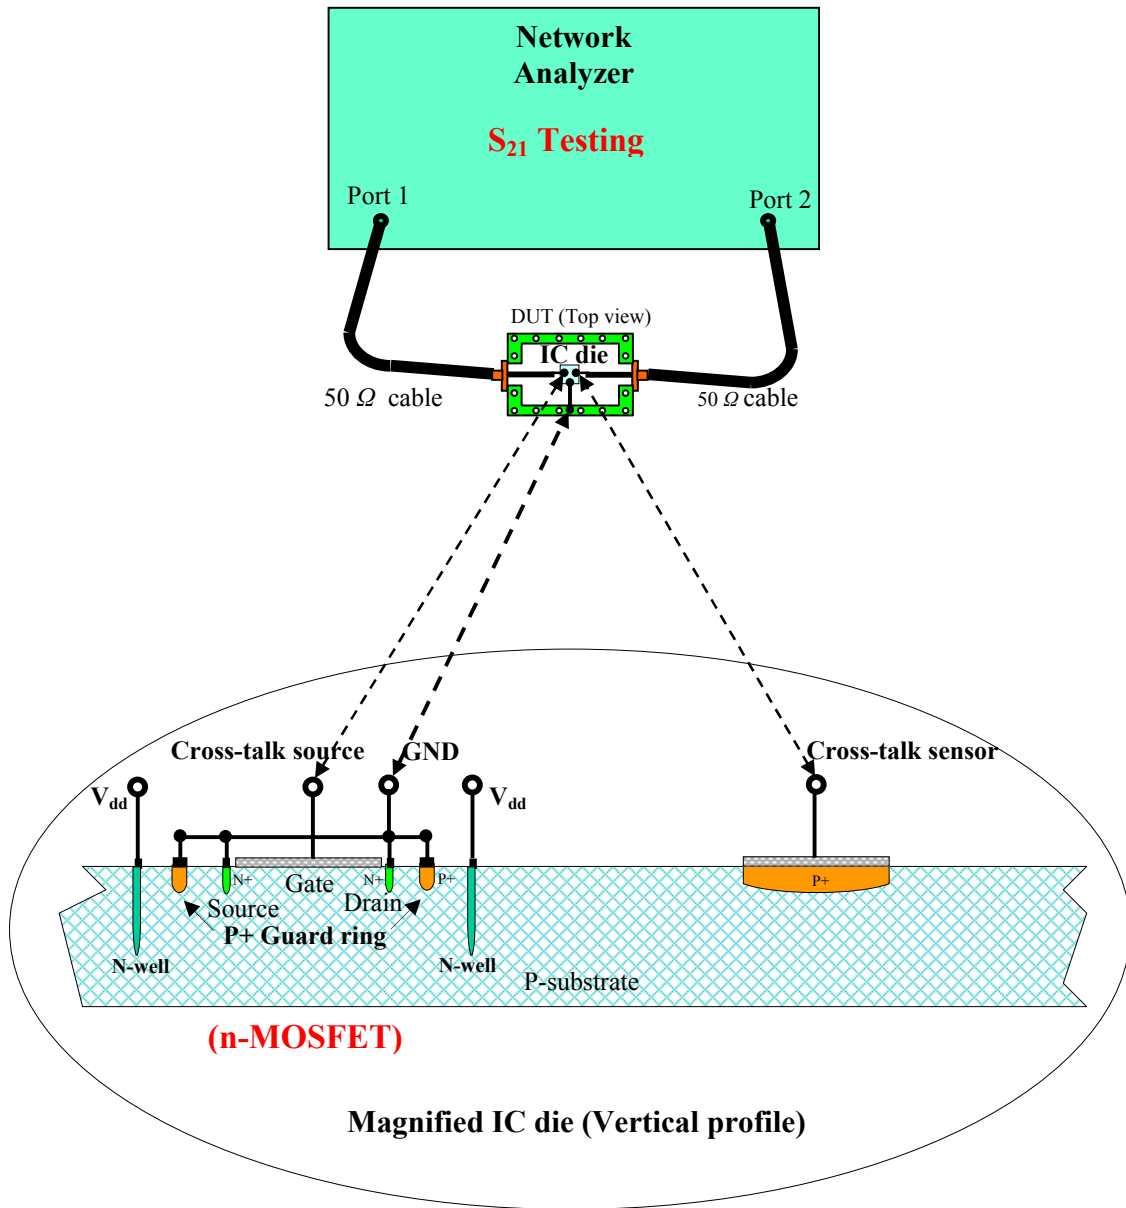 Network
Analyzer
S21 Testing
Port 1
Port 2
DUT (Top view)
IC die
50 Ω cable
50 Ω cable
Cross-talk source
GND
Cross-talk sensor
Vdd
Vdd
N+
Gate
N+
P+
P+
Source
Drain
P+ Guard ring
N-well
N-well
P-substrate
(n-MOSFET)
Magnified IC die (Vertical profile)